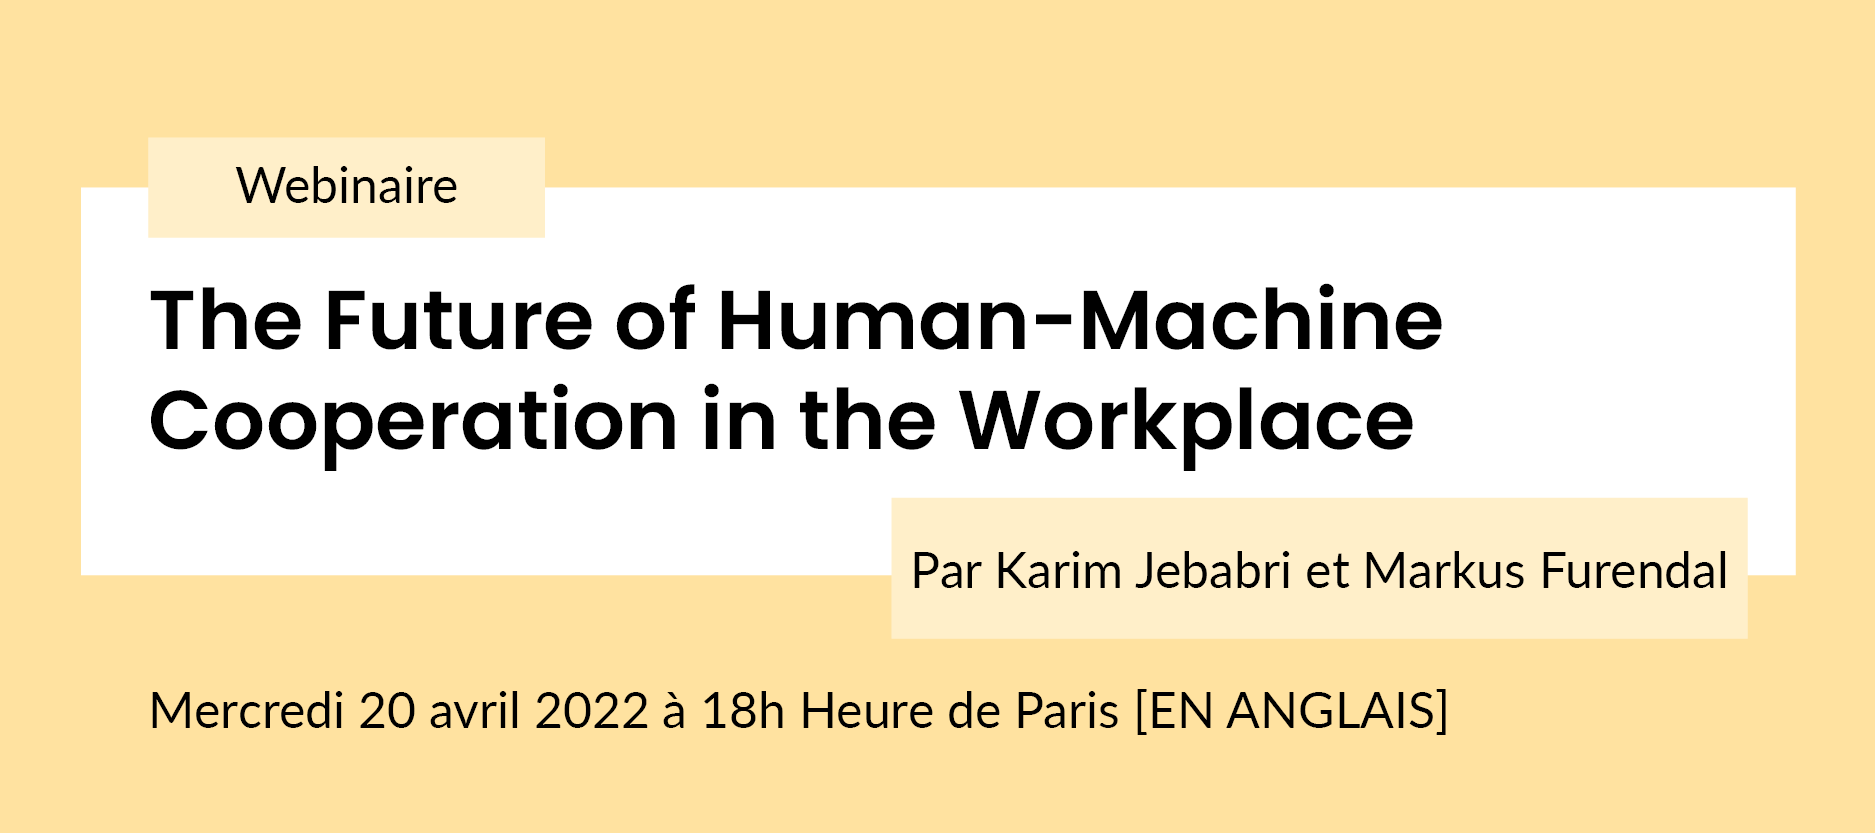 Webinaire
The Future of Human-Machine
Cooperation in the Workplace
Par Karim Jebabri et Markus Furendal
Mercredi 20 avril 2022 à 18h Heure de Paris [EN ANGLAIS]